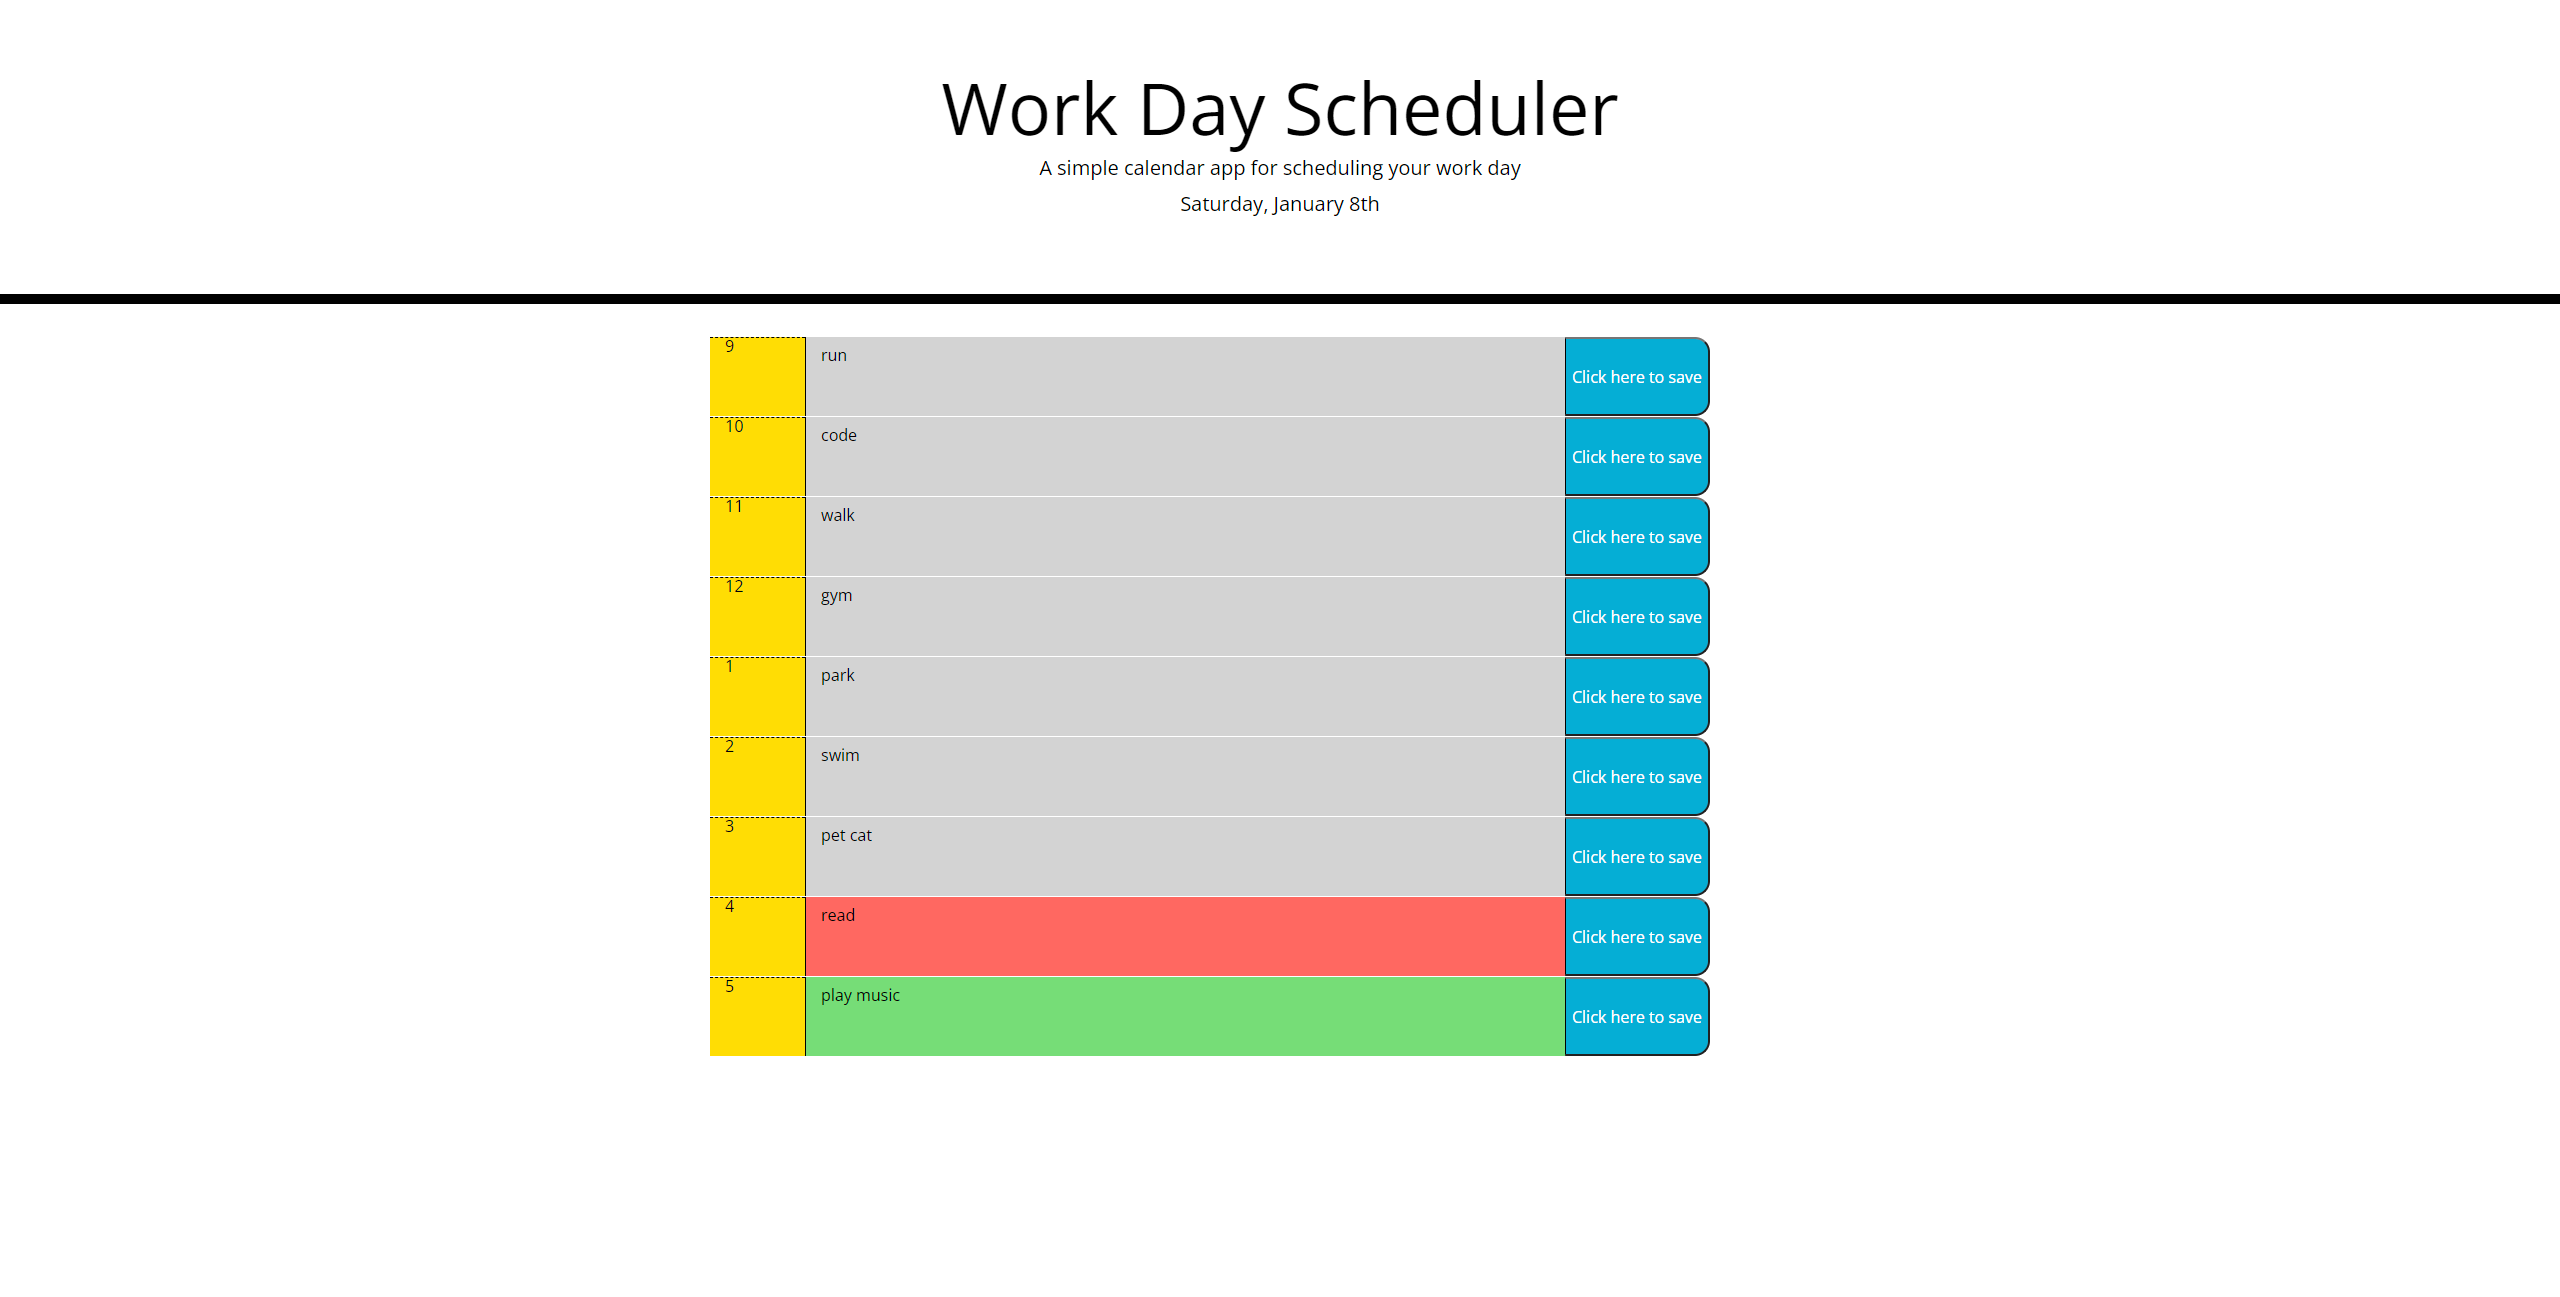 Work Day Scheduler
A simple calendar app for scheduling your work day
Saturday, January 8th
9 run Click here to save
10 code Click here to save
11 walk Click here to save
12 gym Click here to save
1 park Click here to save
2 swim Click here to save
3 pet cat Click here to save
4 read Click here to save
5 play music Click here to save